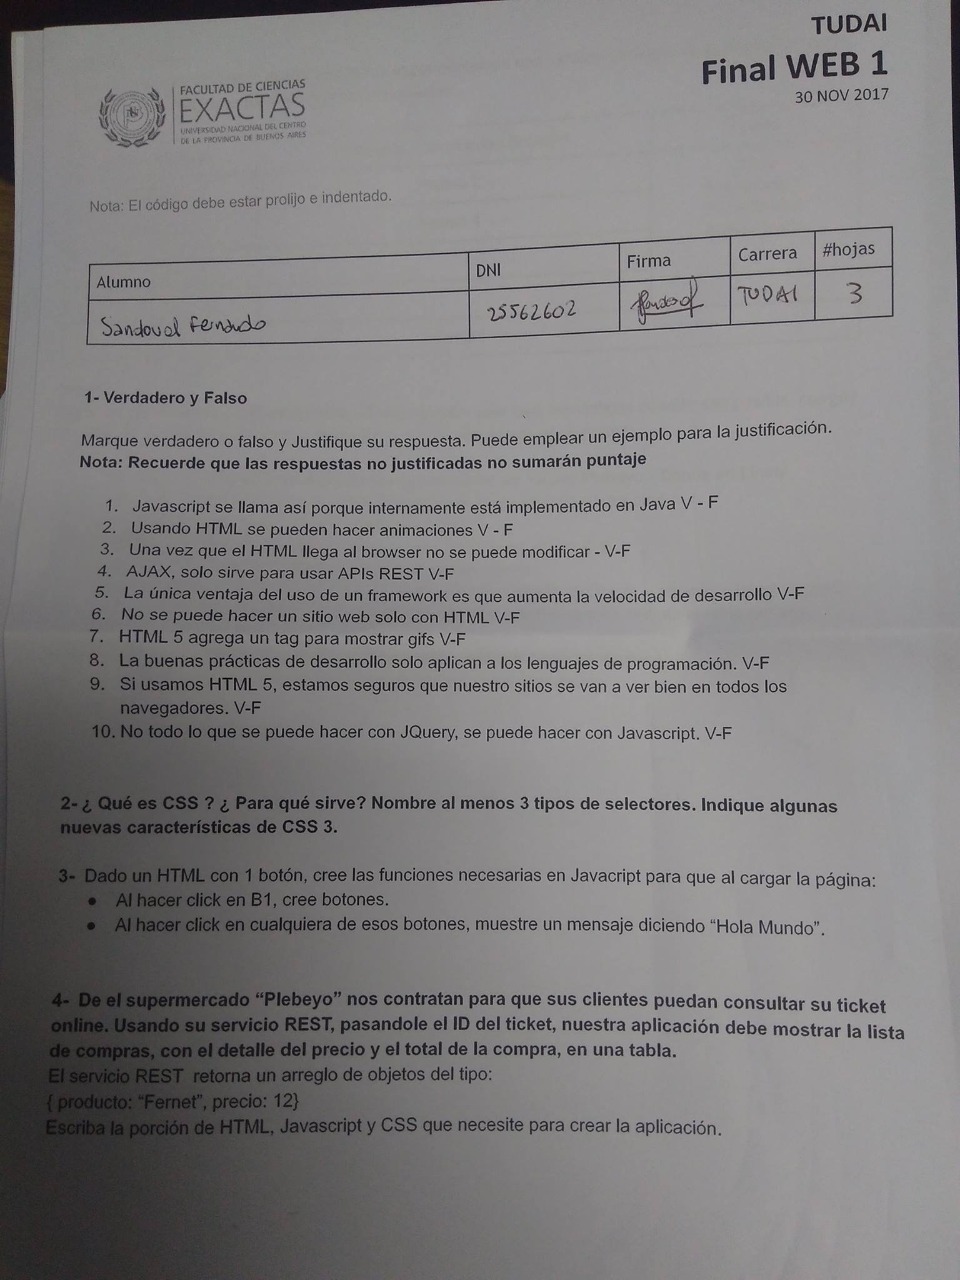 TUDAI
Final WEB 1
30 NOV 2017
FACULTAD DE CIENCIAS
EXACTAS
UNIVERSIDAD NACIONAL DEL CENTRO
DE LA PROVINCIA DE BUENOS AIRES
Nota: El código debe estar prolijo e indentado.
Alumno DNI Firma Carrera #hojas
Sandoval Fernando 25562602 TUDAI 3
1- Verdadero y Falso
Marque verdadero o falso y Justifique su respuesta. Puede emplear un ejemplo para la justificación.
Nota: Recuerde que las respuestas no justificadas no sumarán puntaje
1. Javascript se llama así porque internamente está implementado en Java V - F
2. Usando HTML se pueden hacer animaciones V - F
3. Una vez que el HTML llega al browser no se puede modificar - V-F
4. AJAX, solo sirve para usar APIs REST V-F
5. La única ventaja del uso de un framework es que aumenta la velocidad de desarrollo V-F
6. No se puede hacer un sitio web solo con HTML V-F
7. HTML 5 agrega un tag para mostrar gifs V-F
8. La buenas prácticas de desarrollo solo aplican a los lenguajes de programación. V-F
9. Si usamos HTML 5, estamos seguros que nuestro sitios se van a ver bien en todos los
navegadores. V-F
10. No todo lo que se puede hacer con JQuery, se puede hacer con Javascript. V-F
2- ¿ Qué es CSS ? ¿ Para qué sirve? Nombre al menos 3 tipos de selectores. Indique algunas
nuevas características de CSS 3.
3- Dado un HTML con 1 botón, cree las funciones necesarias en Javacript para que al cargar la página:
● Al hacer click en B1, cree botones.
● Al hacer click en cualquiera de esos botones, muestre un mensaje diciendo “Hola Mundo”.
4- De el supermercado “Plebeyo” nos contratan para que sus clientes puedan consultar su ticket
online. Usando su servicio REST, pasandole el ID del ticket, nuestra aplicación debe mostrar la lista
de compras, con el detalle del precio y el total de la compra, en una tabla.
El servicio REST retorna un arreglo de objetos del tipo:
{ producto: “Fernet”, precio: 12}
Escriba la porción de HTML, Javascript y CSS que necesite para crear la aplicación.